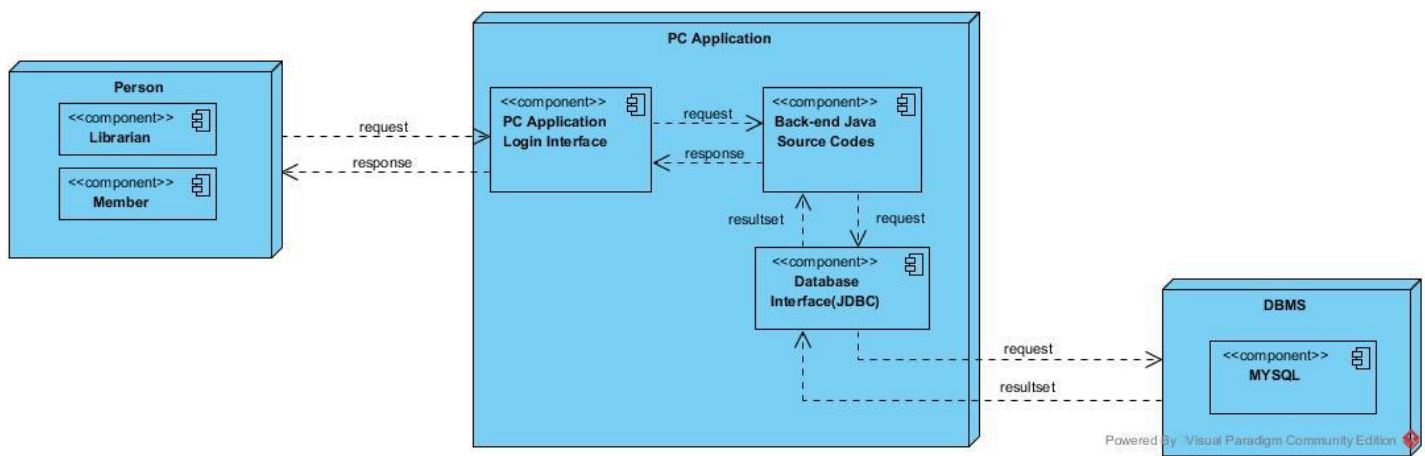 PC Application
Person
<<component>>
Librarian
<<component>>
Member
request
response
<<component>>
PC Application
Login Interface
request
response
<<component>>
Back-end Java
Source Codes
resultset
request
<<component>>
Database
Interface(JDBC)
request
resultset
DBMS
<<component>>
MYSQL
Powered By Visual Paradigm Community Edition